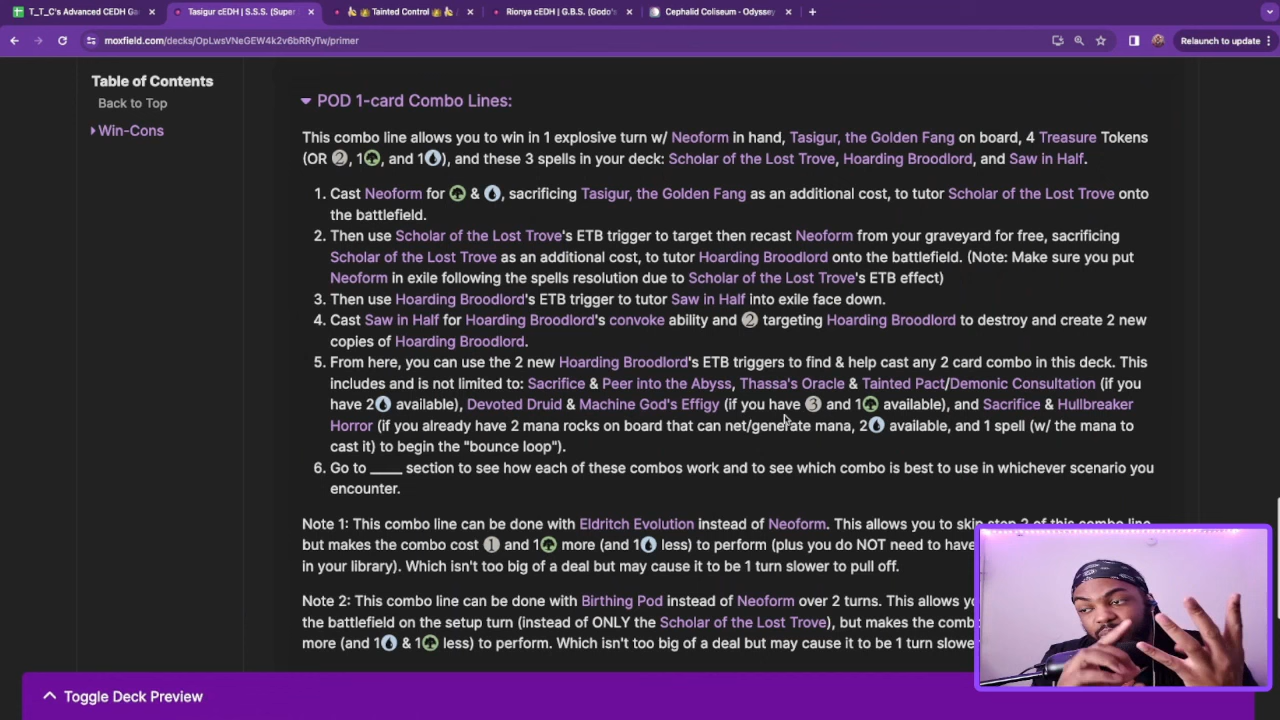 T_T_C's Advanced CEDH Ga
Tasigur cEDH | S.S.S. (Super
Tainted Control
Rionya cEDH | G.B.S. (Godo's
Cephalid Coliseum - Odyssey
moxfield.com/decks/OpLwsVNeGEW4k2v6bRRyTw/primer
Relaunch to update
Table of Contents
Back to Top
Win-Cons
POD 1-card Combo Lines:
This combo line allows you to win in 1 explosive turn w/ Neoform in hand, Tasigur, the Golden Fang on board, 4 Treasure Tokens
(OR 2, 1, and 1), and these 3 spells in your deck: Scholar of the Lost Trove, Hoarding Broodlord, and Saw in Half.
1. Cast Neoform for & , sacrificing Tasigur, the Golden Fang as an additional cost, to tutor Scholar of the Lost Trove onto
the battlefield.
2. Then use Scholar of the Lost Trove's ETB trigger to target then recast Neoform from your graveyard for free, sacrificing
Scholar of the Lost Trove as an additional cost, to tutor Hoarding Broodlord onto the battlefield. (Note: Make sure you put
Neoform in exile following the spells resolution due to Scholar of the Lost Trove's ETB effect)
3. Then use Hoarding Broodlord's ETB trigger to tutor Saw in Half into exile face down.
4. Cast Saw in Half for Hoarding Broodlord's convoke ability and 2 targeting Hoarding Broodlord to destroy and create 2 new
copies of Hoarding Broodlord.
5. From here, you can use the 2 new Hoarding Broodlord's ETB triggers to find & help cast any 2 card combo in this deck. This
includes and is not limited to: Sacrifice & Peer into the Abyss, Thassa's Oracle & Tainted Pact/Demonic Consultation (if you
have 2 available), Devoted Druid & Machine God's Effigy (if you have 3 and 1 available), and Sacrifice & Hullbreaker
Horror (if you already have 2 mana rocks on board that can net/generate mana, 2 available, and 1 spell (w/ the mana to
cast it) to begin the "bounce loop").
6. Go to ____ section to see how each of these combos work and to see which combo is best to use in whichever scenario you
encounter.
Note 1: This combo line can be done with Eldritch Evolution instead of Neoform. This allows you to skip step 2 of this combo line
but makes the combo cost 1 and 1 more (and 1 less) to perform (plus you do NOT need to have
in your library). Which isn't too big of a deal but may cause it to be 1 turn slower to pull off.
Note 2: This combo line can be done with Birthing Pod instead of Neoform over 2 turns. This allows yo
the battlefield on the setup turn (instead of ONLY the Scholar of the Lost Trove), but makes the comb
more (and 1 & 1 less) to perform. Which isn't too big of a deal but may cause it to be 1 turn slowe
Toggle Deck Preview